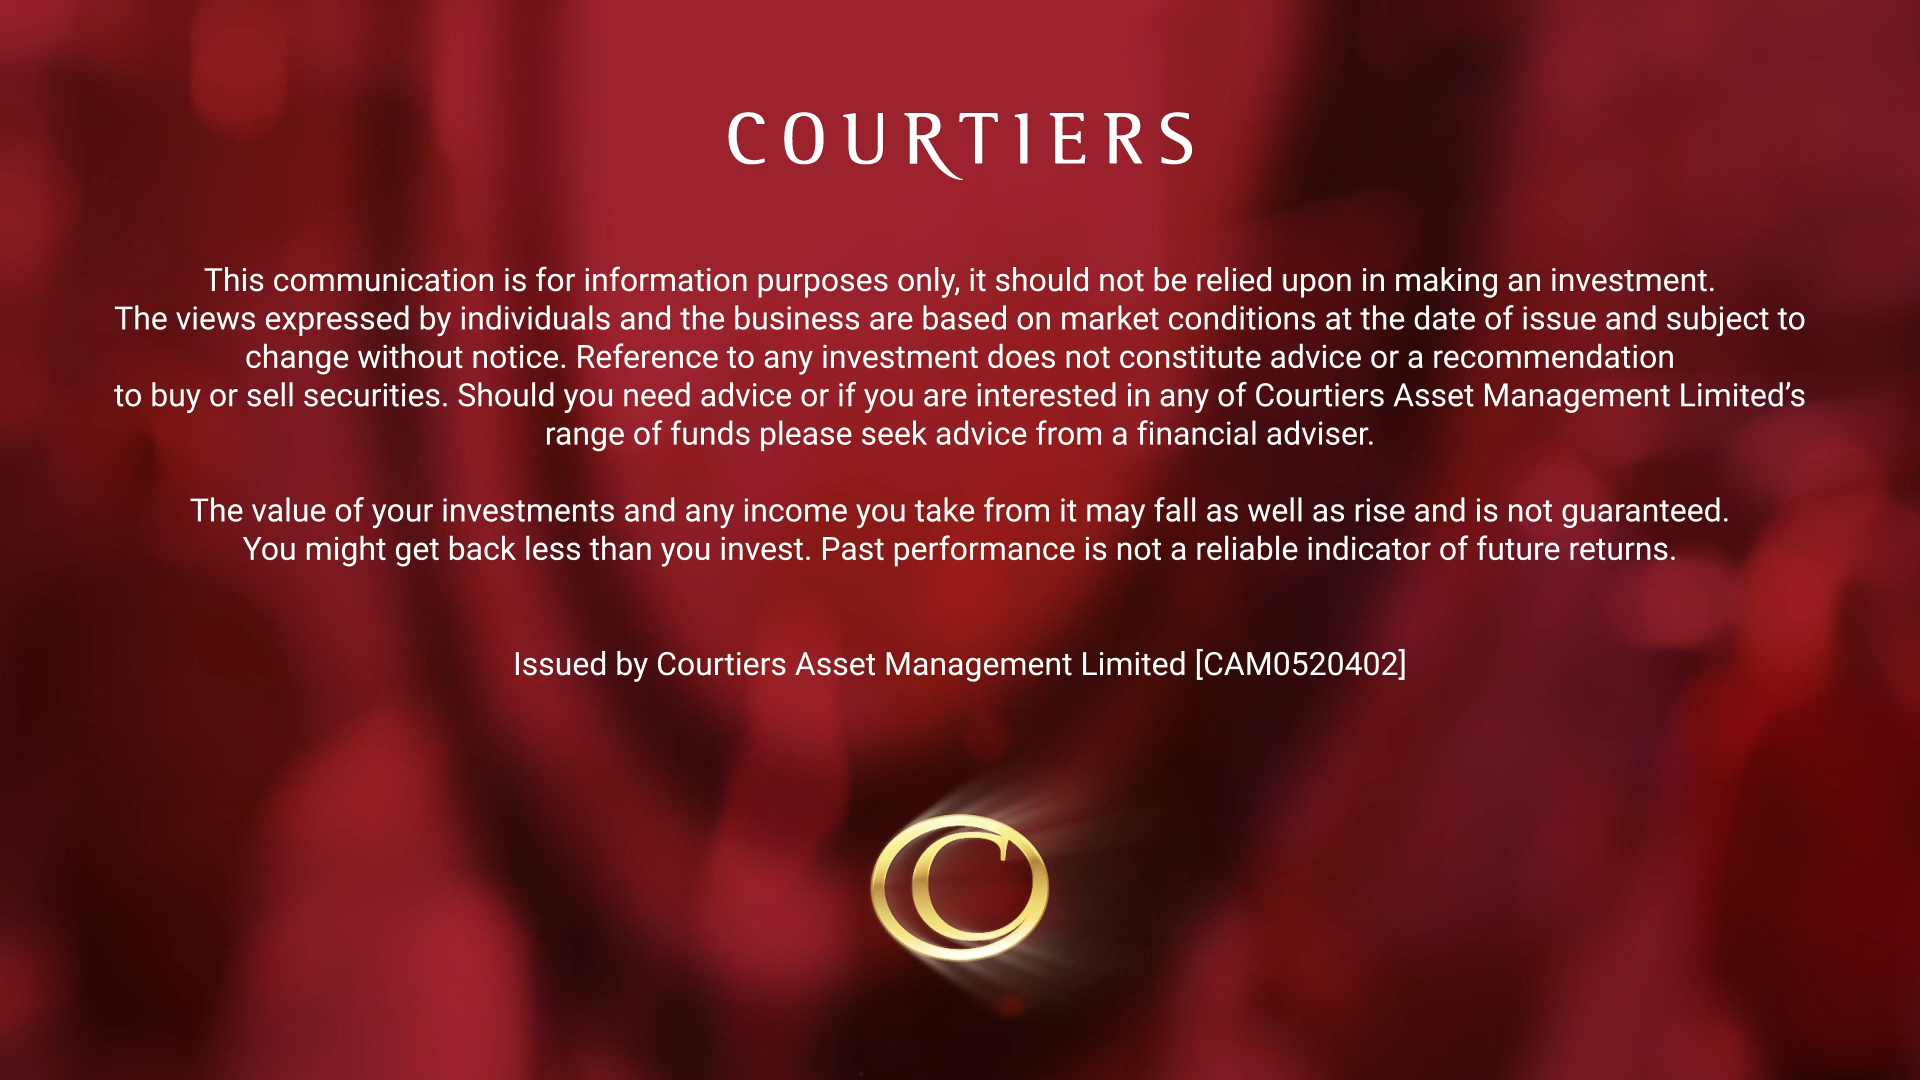 COURTIERS
This communication is for information purposes only, it should not be relied upon in making an investment.
The views expressed by individuals and the business are based on market conditions at the date of issue and subject to
change without notice. Reference to any investment does not constitute advice or a recommendation
to buy or sell securities. Should you need advice or if you are interested in any of Courtiers Asset Management Limited’s
range of funds please seek advice from a financial adviser.
The value of your investments and any income you take from it may fall as well as rise and is not guaranteed.
You might get back less than you invest. Past performance is not a reliable indicator of future returns.
Issued by Courtiers Asset Management Limited [CAM0520402]
C